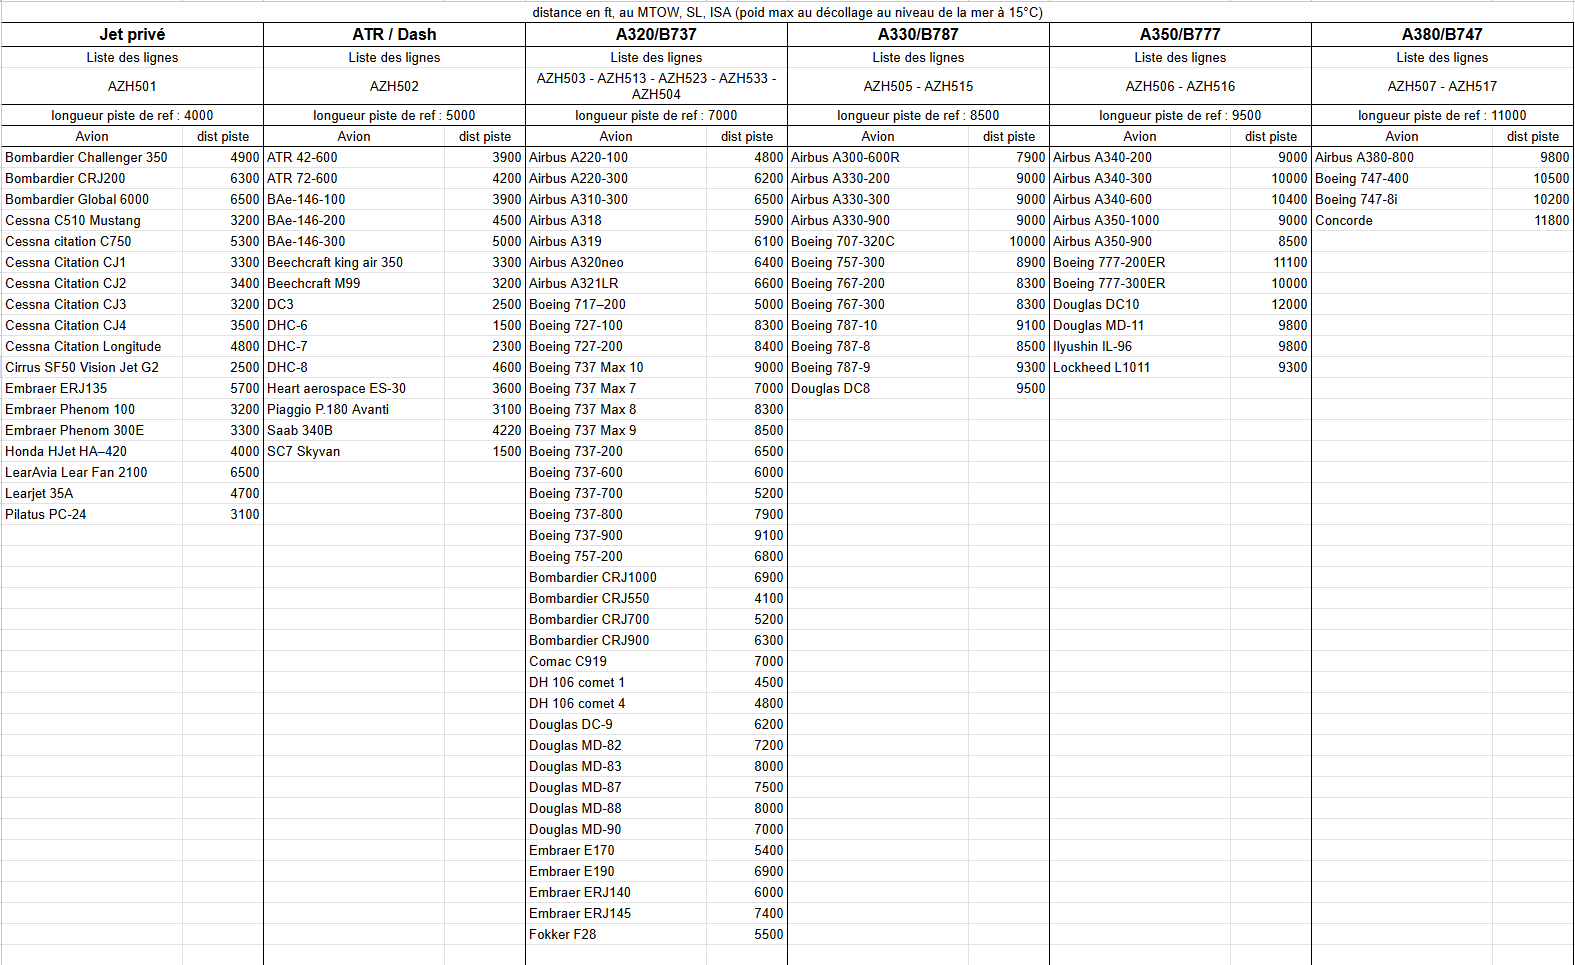 distance en ft, au MTOW, SL, ISA (poid max au décollage au niveau de la mer à 15°C)
Jet privé ATR / Dash A320/B737 A330/B787 A350/B777 A380/B747
Liste des lignes Liste des lignes Liste des lignes Liste des lignes Liste des lignes Liste des lignes
AZH501 AZH502 AZH503 - AZH513 - AZH523 - AZH533 - AZH505 - AZH515 AZH506 - AZH516 AZH507 - AZH517
AZH504
longueur piste de ref : 4000 longueur piste de ref : 5000 longueur piste de ref : 7000 longueur piste de ref : 8500 longueur piste de ref : 9500 longueur piste de ref : 11000
Avion dist piste Avion dist piste Avion dist piste Avion dist piste Avion dist piste Avion dist piste
Bombardier Challenger 350 4900 ATR 42-600 3900 Airbus A220-100 4800 Airbus A300-600R 7900 Airbus A340-200 9000 Airbus A380-800 9800
Bombardier CRJ200 6300 ATR 72-600 4200 Airbus A220-300 6200 Airbus A330-200 9000 Airbus A340-300 10000 Boeing 747-400 10500
Bombardier Global 6000 6500 BAe-146-100 3900 Airbus A310-300 6500 Airbus A330-300 9000 Airbus A340-600 10400 Boeing 747-8i 10200
Cessna C510 Mustang 3200 BAe-146-200 4500 Airbus A318 5900 Airbus A330-900 9000 Airbus A350-1000 9000 Concorde 11800
Cessna citation C750 5300 BAe-146-300 5000 Airbus A319 6100 Boeing 707-320C 10000 Airbus A350-900 8500
Cessna Citation CJ1 3300 Beechcraft king air 350 3300 Airbus A320neo 6400 Boeing 757-300 8900 Boeing 777-200ER 11100
Cessna Citation CJ2 3400 Beechcraft M99 3200 Airbus A321LR 6600 Boeing 767-200 8300 Boeing 777-300ER 10000
Cessna Citation CJ3 3200 DC3 2500 Boeing 717–200 5000 Boeing 767-300 8300 Douglas DC10 12000
Cessna Citation CJ4 3500 DHC-6 1500 Boeing 727-100 8300 Boeing 787-10 9100 Douglas MD-11 9800
Cessna Citation Longitude 4800 DHC-7 2300 Boeing 727-200 8400 Boeing 787-8 8500 Ilyushin IL-96 9800
Cirrus SF50 Vision Jet G2 2500 DHC-8 4600 Boeing 737 Max 10 9000 Boeing 787-9 9300 Lockheed L1011 9300
Embraer ERJ135 5700 Heart aerospace ES-30 3600 Boeing 737 Max 7 7000 Douglas DC8 9500
Embraer Phenom 100 3200 Piaggio P.180 Avanti 3100 Boeing 737 Max 8 8300
Embraer Phenom 300E 3300 Saab 340B 4220 Boeing 737 Max 9 8500
Honda HJet HA–420 4000 SC7 Skyvan 1500 Boeing 737-200 6500
LearAvia Lear Fan 2100 6500 Boeing 737-600 6000
Learjet 35A 4700 Boeing 737-700 5200
Pilatus PC-24 3100 Boeing 737-800 7900
Boeing 737-900 9100
Boeing 757-200 6800
Bombardier CRJ1000 6900
Bombardier CRJ550 4100
Bombardier CRJ700 5200
Bombardier CRJ900 6300
Comac C919 7000
DH 106 comet 1 4500
DH 106 comet 4 4800
Douglas DC-9 6200
Douglas MD-82 7200
Douglas MD-83 8000
Douglas MD-87 7500
Douglas MD-88 8000
Douglas MD-90 7000
Embraer E170 5400
Embraer E190 6900
Embraer ERJ140 6000
Embraer ERJ145 7400
Fokker F28 5500